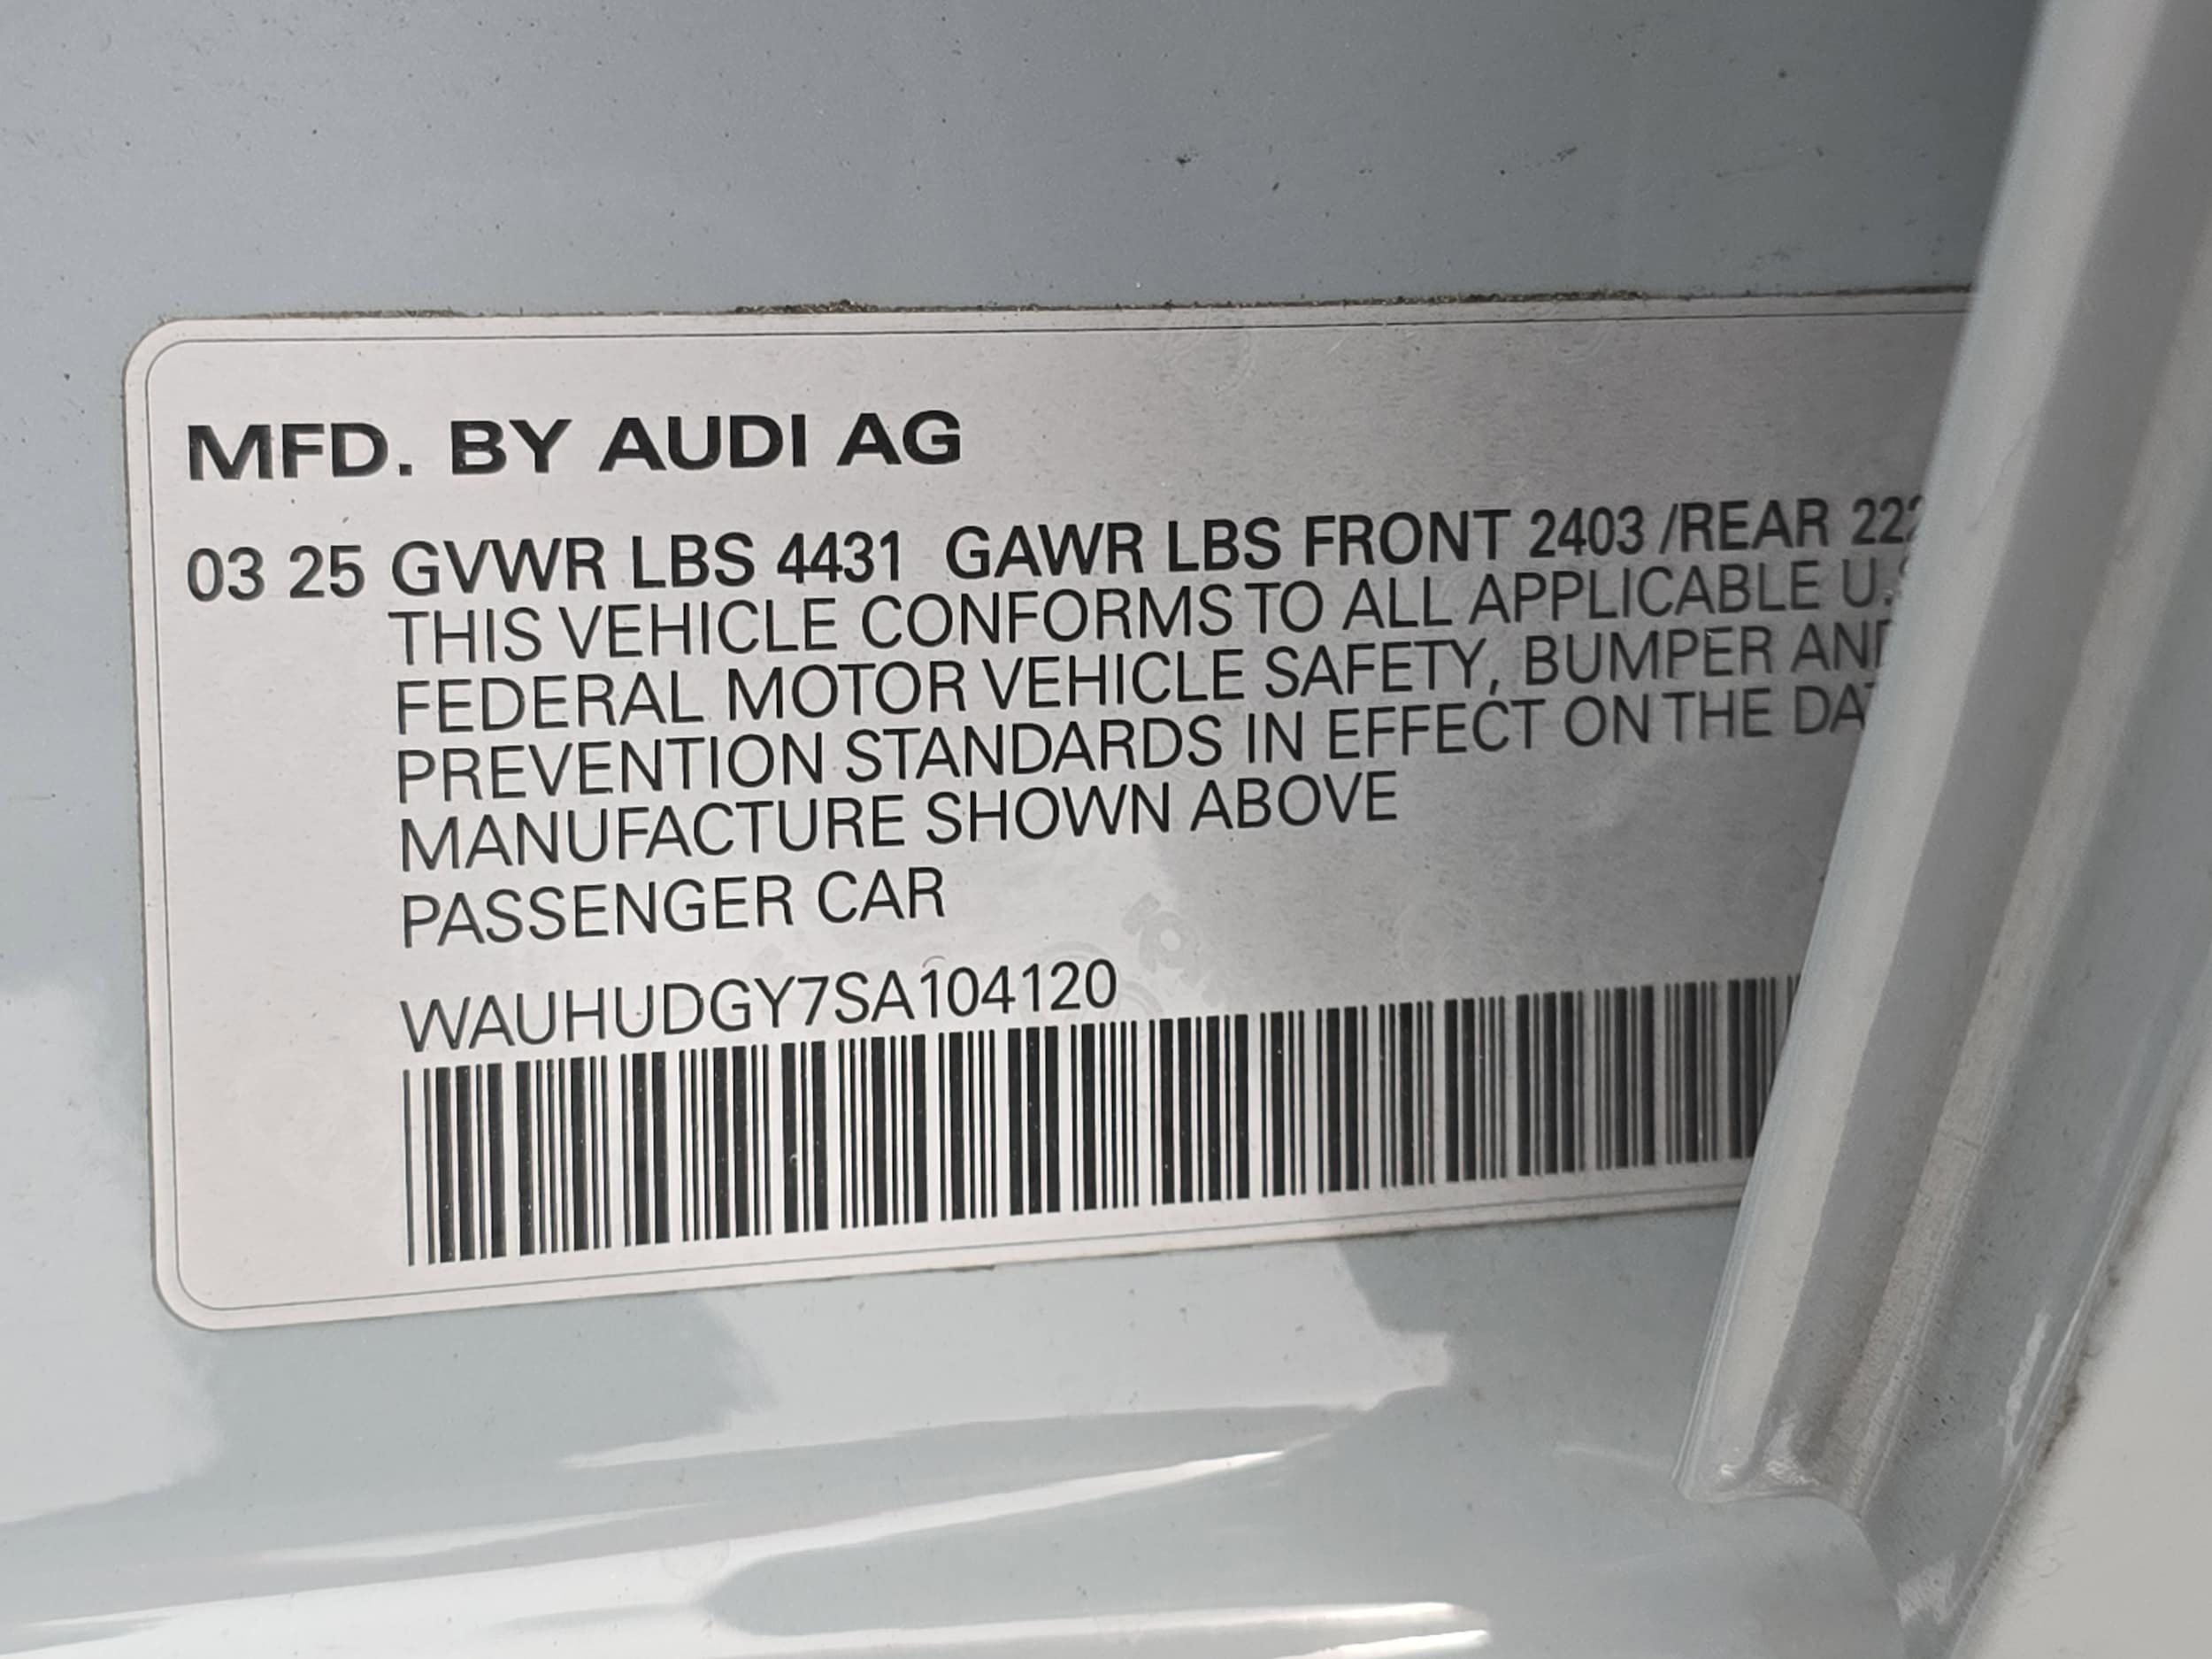 MFD. BY AUDI AG
03 25 GVWR LBS 4431 GAWR LBS FRONT 2403 /REAR
THIS VEHICLE CONFORMS TO ALL APPLICABLE
FEDERAL MOTOR VEHICLE SAFETY, BUMPER AND
PREVENTION STANDARDS IN EFFECT ON THE
MANUFACTURE SHOWN ABOVE
PASSENGER CAR
WAUHUDGY7SA104120